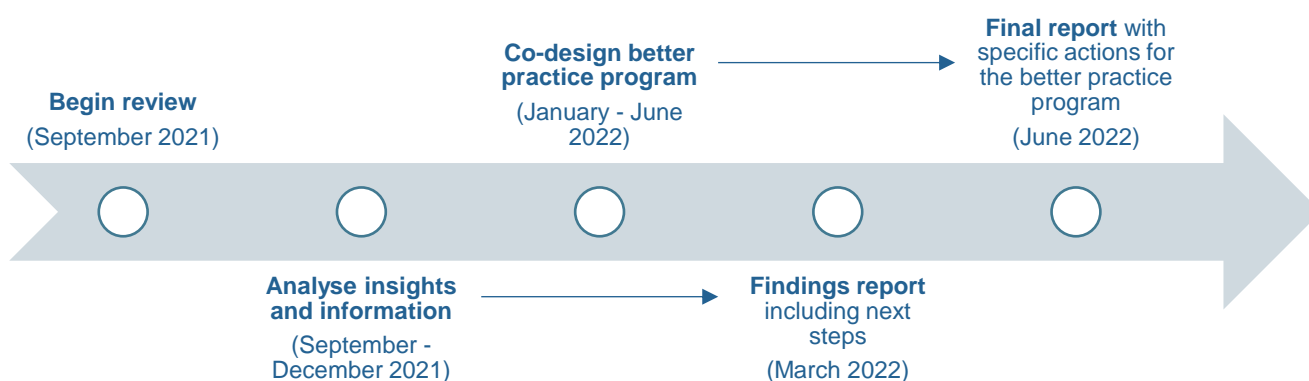 Begin review
(September 2021)
Analyse insights
and information
(September -
December 2021)
Co-design better
practice program
(January - June
2022)
Findings report
including next
steps
(March 2022)
Final report with
specific actions for
the better practice
program
(June 2022)